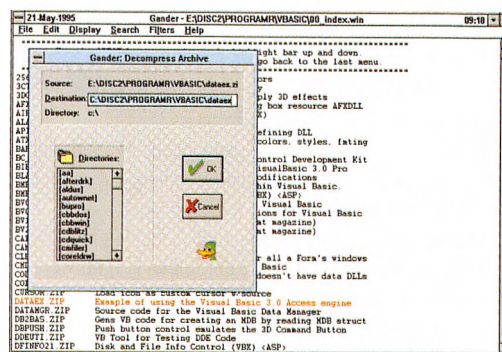 21-May-1995 Gander - E:\DISC2\PROGRAMR\VBASIC\00_index.win 09:18
File Edit Display Search Filters Help
ight bar up and down.
go back to the last menu.
Gander: Decompress Archive
Source: E:\DISC2\PROGRAMR\VBASIC\dataex.zi
Destination: C:\DISC2\PROGRAMR\VBASIC\dataex
Directory: c:\
Directories:
[aa]
[afterdrk]
[aldus]
[autownet]
[bupro]
[cbbdos]
[cbbwin]
[cdblitz]
[cdquick]
[cmfiler]
[coreldrw]
OK
Cancel
ors
ply 3D effects
g box resource AFXDLL
X)
efining DLL
colors, styles, fmting
ontrol Development Kit
isualBasic 3.0 Pro
odifications
hin Visual Basic.
BX) <ASP>
Visual Basic
ions for Visual Basic
at magazine)
at magazine)
r all a Form's windows
Basic
doesn't have data DLLs
CURSOR.ZIP Load icon as custom cursor v/source
DATAEX.ZIP Example of using the Visual Basic 3.0 Access engine
DATAMGR.ZIP Source code for the Visual Basic Data Manager
DB2BAS.ZIP Gens VB code for creating an MDB by reading MDB struct
DBPUSH.ZIP Push button control emulates the 3D Command Button
DDEUTI.ZIP VB Tool for Testing DDE Code
DFINFO21.ZIP Disk and File Info Control (VBX) <ASP>